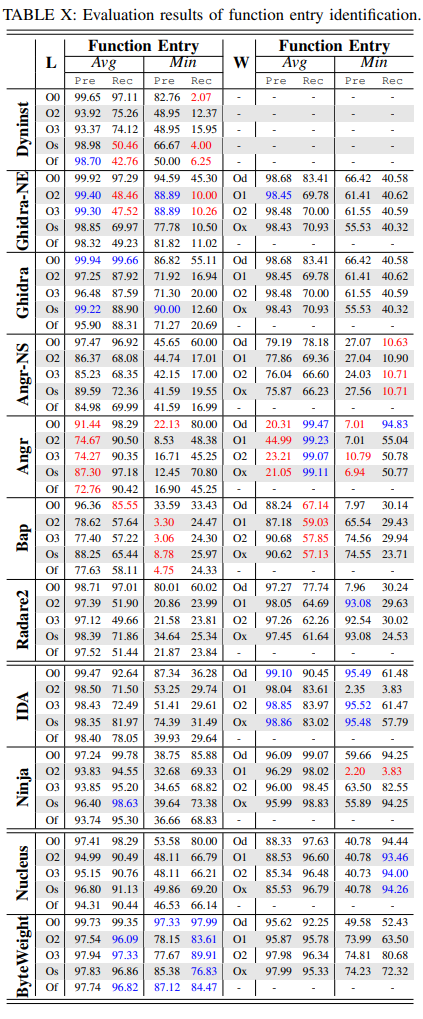 TABLE X: Evaluation results of function entry identification.
L Function Entry W Function Entry
Avg Min Avg Min
Pre Rec Pre Rec Pre Rec Pre Rec
Dyninst
O0 99.65 97.11 82.76 2.07 - - - - -
O2 93.92 75.26 48.95 12.37 - - - - -
O3 93.37 74.12 48.95 15.95 - - - - -
Os 98.98 50.46 66.67 4.00 - - - - -
Of 98.70 42.76 50.00 6.25 - - - - -
Ghidra-NE
O0 99.92 97.29 94.59 45.30 Od 98.68 83.41 66.42 40.58
O2 99.40 48.46 88.89 10.00 O1 98.45 69.78 61.41 40.62
O3 99.30 47.52 88.89 10.26 O2 98.48 70.00 61.55 40.59
Os 98.85 69.97 77.78 10.50 Ox 98.43 70.93 55.53 40.32
Of 98.32 49.23 81.82 11.02 - - - - -
Ghidra
O0 99.94 99.66 86.82 55.11 Od 98.68 83.41 66.42 40.58
O2 97.25 87.92 71.92 16.94 O1 98.45 69.78 61.41 40.62
O3 96.48 87.59 71.30 20.00 O2 98.48 70.00 61.55 40.59
Os 99.22 88.90 90.00 12.60 Ox 98.43 70.93 55.53 40.32
Of 95.90 88.31 71.27 20.69 - - - - -
Angr-NS
O0 97.47 96.92 45.65 60.00 Od 79.19 78.18 27.07 10.63
O2 86.37 68.08 44.74 17.01 O1 77.86 69.36 27.04 10.90
O3 85.23 68.35 42.15 17.00 O2 76.04 66.60 24.03 10.71
Os 89.59 72.36 41.59 19.55 Ox 75.87 66.23 27.56 10.71
Of 84.98 69.99 41.59 16.99 - - - - -
Angr
O0 91.44 98.29 22.13 80.00 Od 20.31 99.47 7.01 94.83
O2 74.67 90.50 8.53 48.38 O1 44.99 99.23 7.01 55.04
O3 74.27 90.35 16.71 45.25 O2 23.21 99.07 10.79 50.78
Os 87.30 97.18 12.45 70.80 Ox 21.05 99.11 6.94 50.77
Of 72.76 90.42 16.90 45.25 - - - - -
Bap
O0 96.36 85.55 33.59 33.43 Od 88.24 67.14 7.97 30.14
O2 78.62 57.64 3.30 24.47 O1 87.18 59.03 65.54 29.43
O3 77.40 57.22 3.06 24.30 O2 90.68 57.85 74.56 29.94
Os 88.25 65.44 8.78 25.97 Ox 90.62 57.13 74.55 23.71
Of 77.63 58.11 4.75 24.33 - - - - -
Radare2
O0 98.71 97.01 80.01 60.02 Od 97.27 77.74 7.96 30.24
O2 97.39 51.90 20.86 23.99 O1 98.05 64.69 93.08 29.63
O3 97.12 49.66 21.58 23.81 O2 97.26 62.26 92.54 30.02
Os 98.39 71.86 34.64 25.34 Ox 97.45 61.64 93.08 24.53
Of 97.52 51.44 21.87 23.84 - - - - -
IDA
O0 99.47 92.64 87.34 36.28 Od 99.10 90.45 95.49 61.48
O2 98.50 71.50 53.25 29.74 O1 98.04 83.61 2.35 3.83
O3 98.43 72.49 51.41 29.61 O2 98.85 83.97 95.52 61.47
Os 98.35 81.97 74.39 31.49 Ox 98.86 83.02 95.48 57.79
Of 98.40 78.05 39.93 29.64 - - - - -
Ninja
O0 97.24 99.78 38.75 85.88 Od 96.09 99.07 59.66 94.25
O2 93.83 94.55 32.68 69.33 O1 96.29 98.02 2.20 3.83
O3 93.85 95.20 34.65 68.82 O2 96.00 98.45 63.50 82.55
Os 96.40 98.63 39.64 73.38 Ox 95.99 98.83 55.89 94.25
Of 93.74 95.30 36.66 68.83 - - - - -
Nucleus
O0 97.41 98.29 53.58 80.00 Od 88.33 97.63 40.78 94.44
O2 94.99 90.49 48.11 66.79 O1 88.53 96.60 40.78 93.46
O3 95.15 90.76 48.11 66.21 O2 85.34 96.48 40.73 94.00
Os 96.80 91.13 49.86 69.20 Ox 85.53 96.79 40.78 94.26
Of 94.31 90.44 46.53 66.14 - - - - -
ByteWeight
O0 99.73 99.35 97.33 97.99 Od 95.62 92.25 49.58 52.43
O2 97.54 96.09 78.15 83.61 O1 95.87 95.78 73.99 63.50
O3 97.94 97.33 77.67 89.91 O2 97.98 96.34 74.81 80.68
Os 97.83 96.86 85.38 76.83 Ox 97.99 95.33 74.23 72.32
Of 97.74 96.82 87.12 84.47 - - - - -